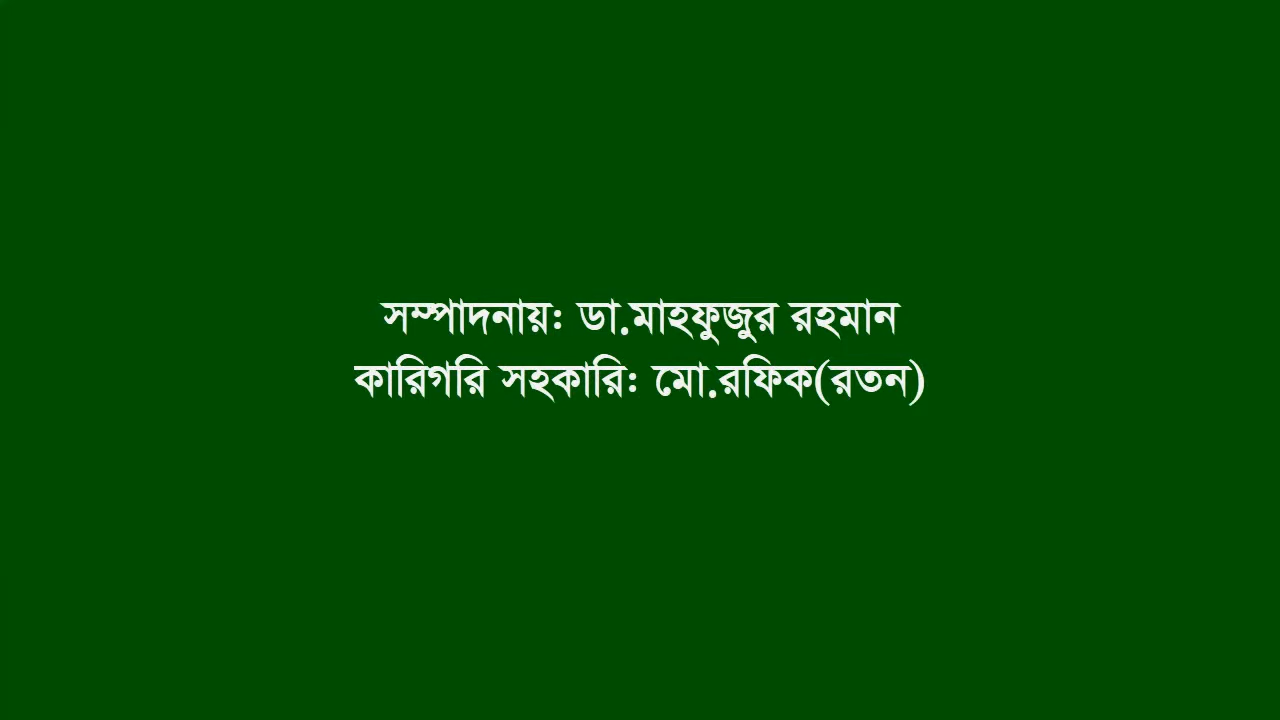 সম্পাদনায়: ডা.মাহফুজুর রহমান
কারিগরি সহকারি: মো.রফিক(রতন)